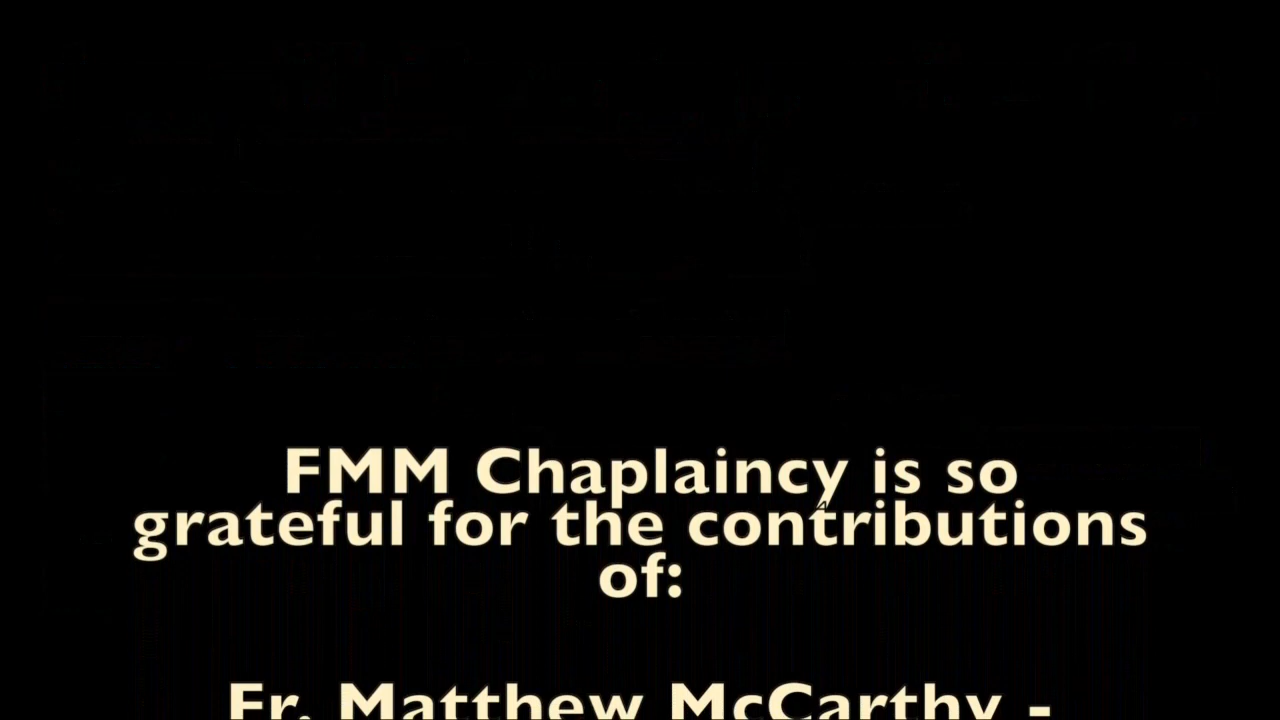 FMM Chaplaincy is so
grateful for the contributions
of:
Fr. Matthew McCarthy -